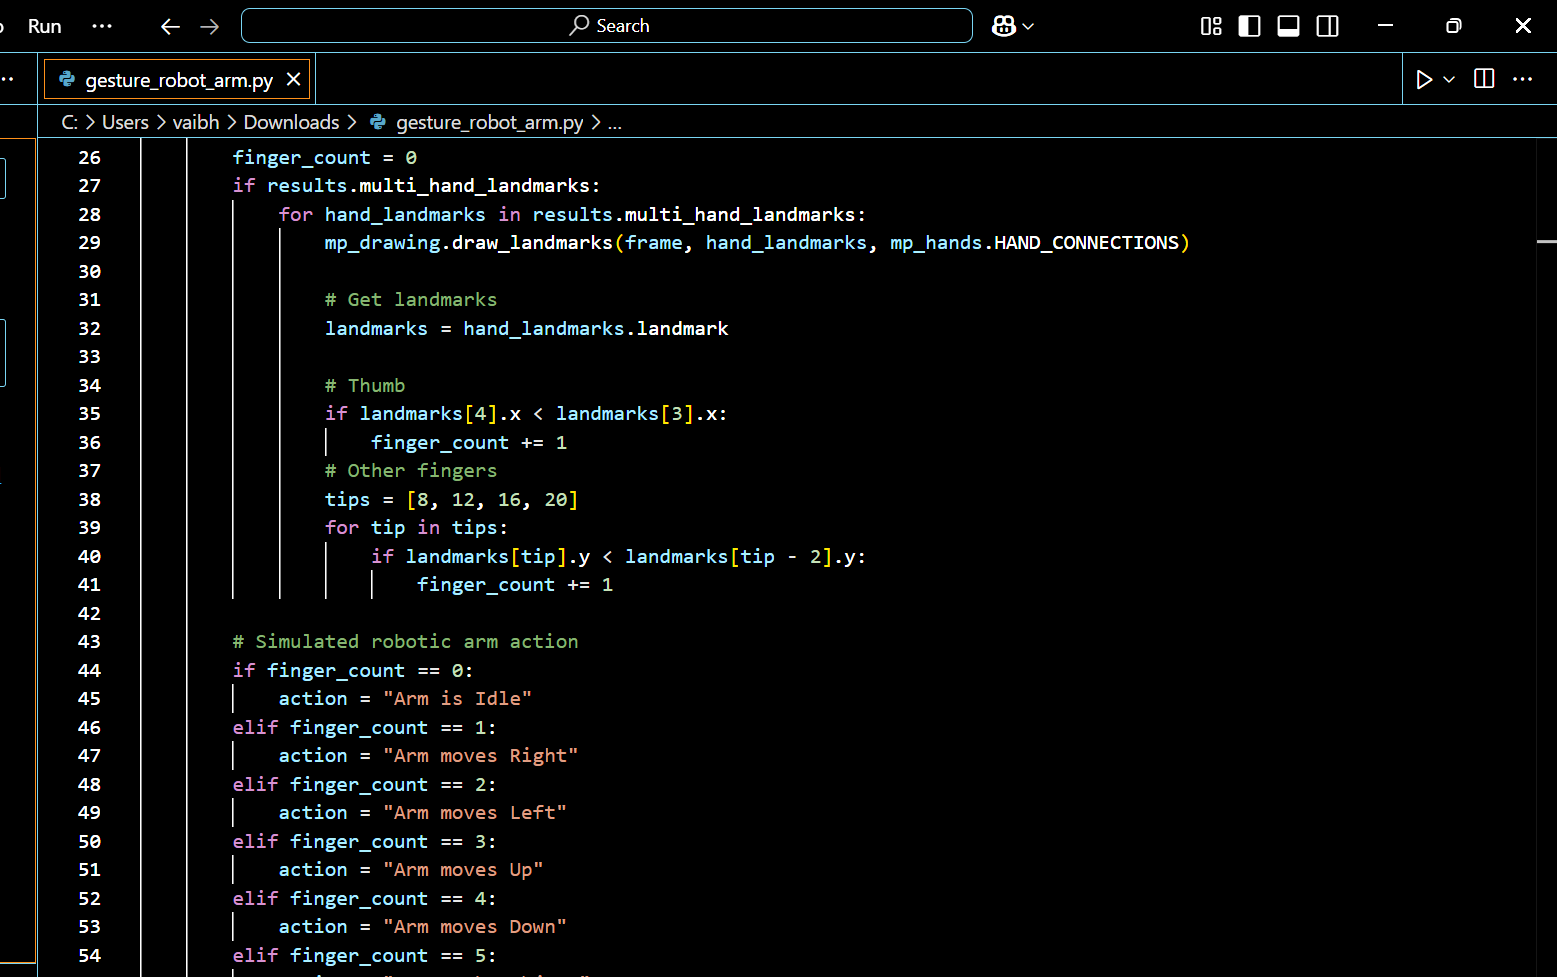 Run ...
Search
gesture_robot_arm.py
C: > Users > vaibh > Downloads > gesture_robot_arm.py > ...
26 finger_count = 0
27 if results.multi_hand_landmarks:
28 for hand_landmarks in results.multi_hand_landmarks:
29 mp_drawing.draw_landmarks(frame, hand_landmarks, mp_hands.HAND_CONNECTIONS)
30
31 # Get landmarks
32 landmarks = hand_landmarks.landmark
33
34 # Thumb
35 if landmarks[4].x < landmarks[3].x:
36 finger_count += 1
37 # Other fingers
38 tips = [8, 12, 16, 20]
39 for tip in tips:
40 if landmarks[tip].y < landmarks[tip - 2].y:
41 finger_count += 1
42
43 # Simulated robotic arm action
44 if finger_count == 0:
45 action = "Arm is Idle"
46 elif finger_count == 1:
47 action = "Arm moves Right"
48 elif finger_count == 2:
49 action = "Arm moves Left"
50 elif finger_count == 3:
51 action = "Arm moves Up"
52 elif finger_count == 4:
53 action = "Arm moves Down"
54 elif finger_count == 5: